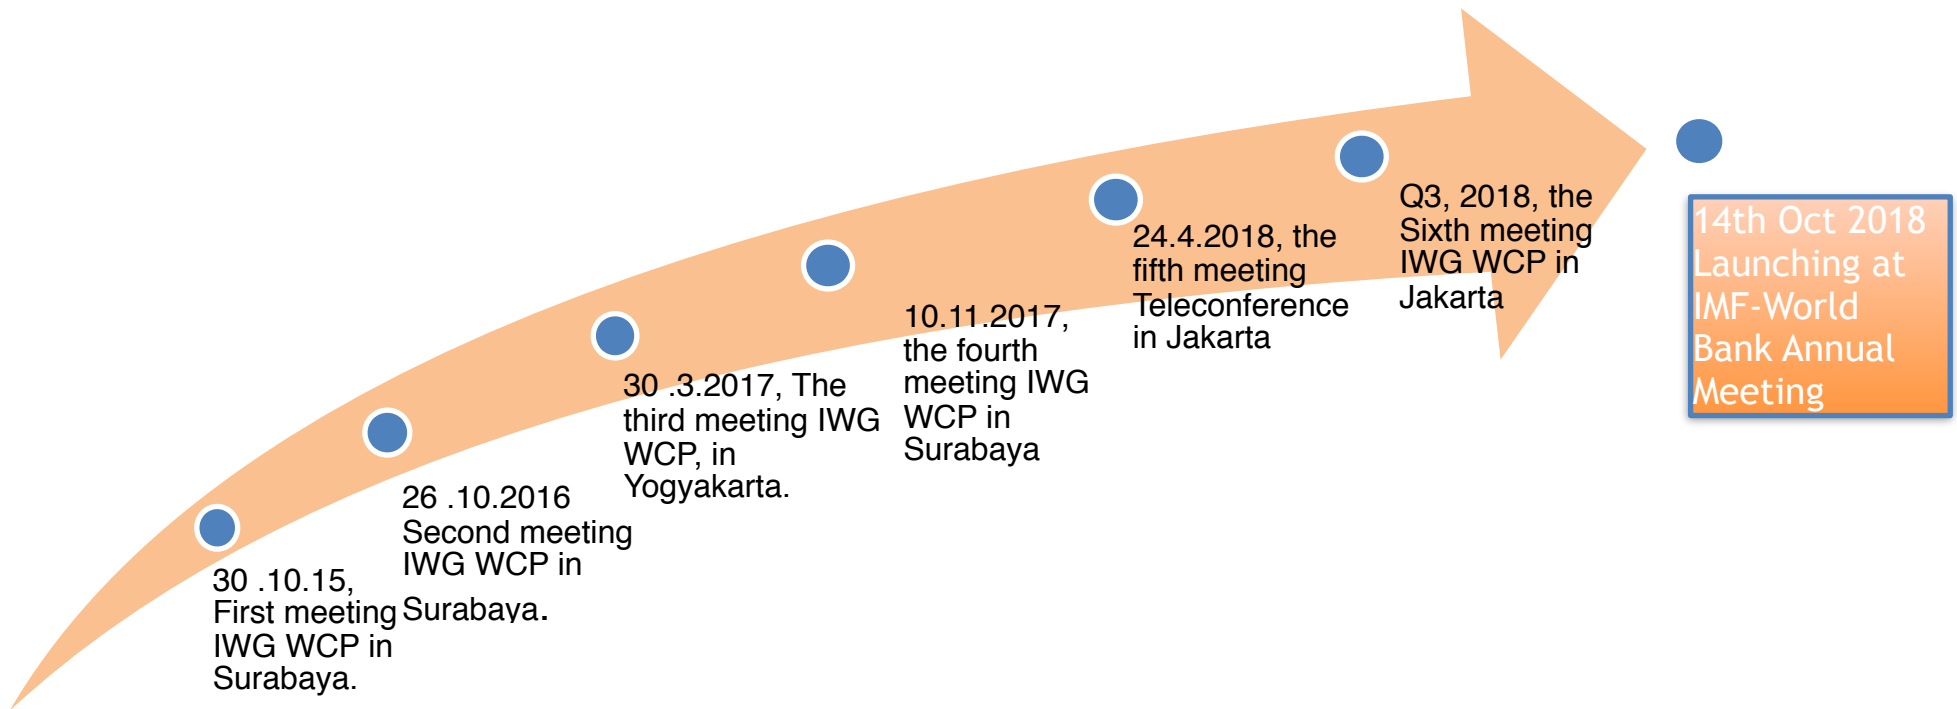 30 .10.15,
First meeting
IWG WCP in
Surabaya.
26 .10.2016
Second meeting
IWG WCP in
Surabaya.
30 .3.2017, The
third meeting IWG
WCP, in
Yogyakarta.
10.11.2017,
the fourth
meeting IWG
WCP in
Surabaya
24.4.2018, the
fifth meeting
Teleconference
in Jakarta
Q3, 2018, the
Sixth meeting
IWG WCP in
Jakarta
14th Oct 2018
Launching at
IMF-World
Bank Annual
Meeting